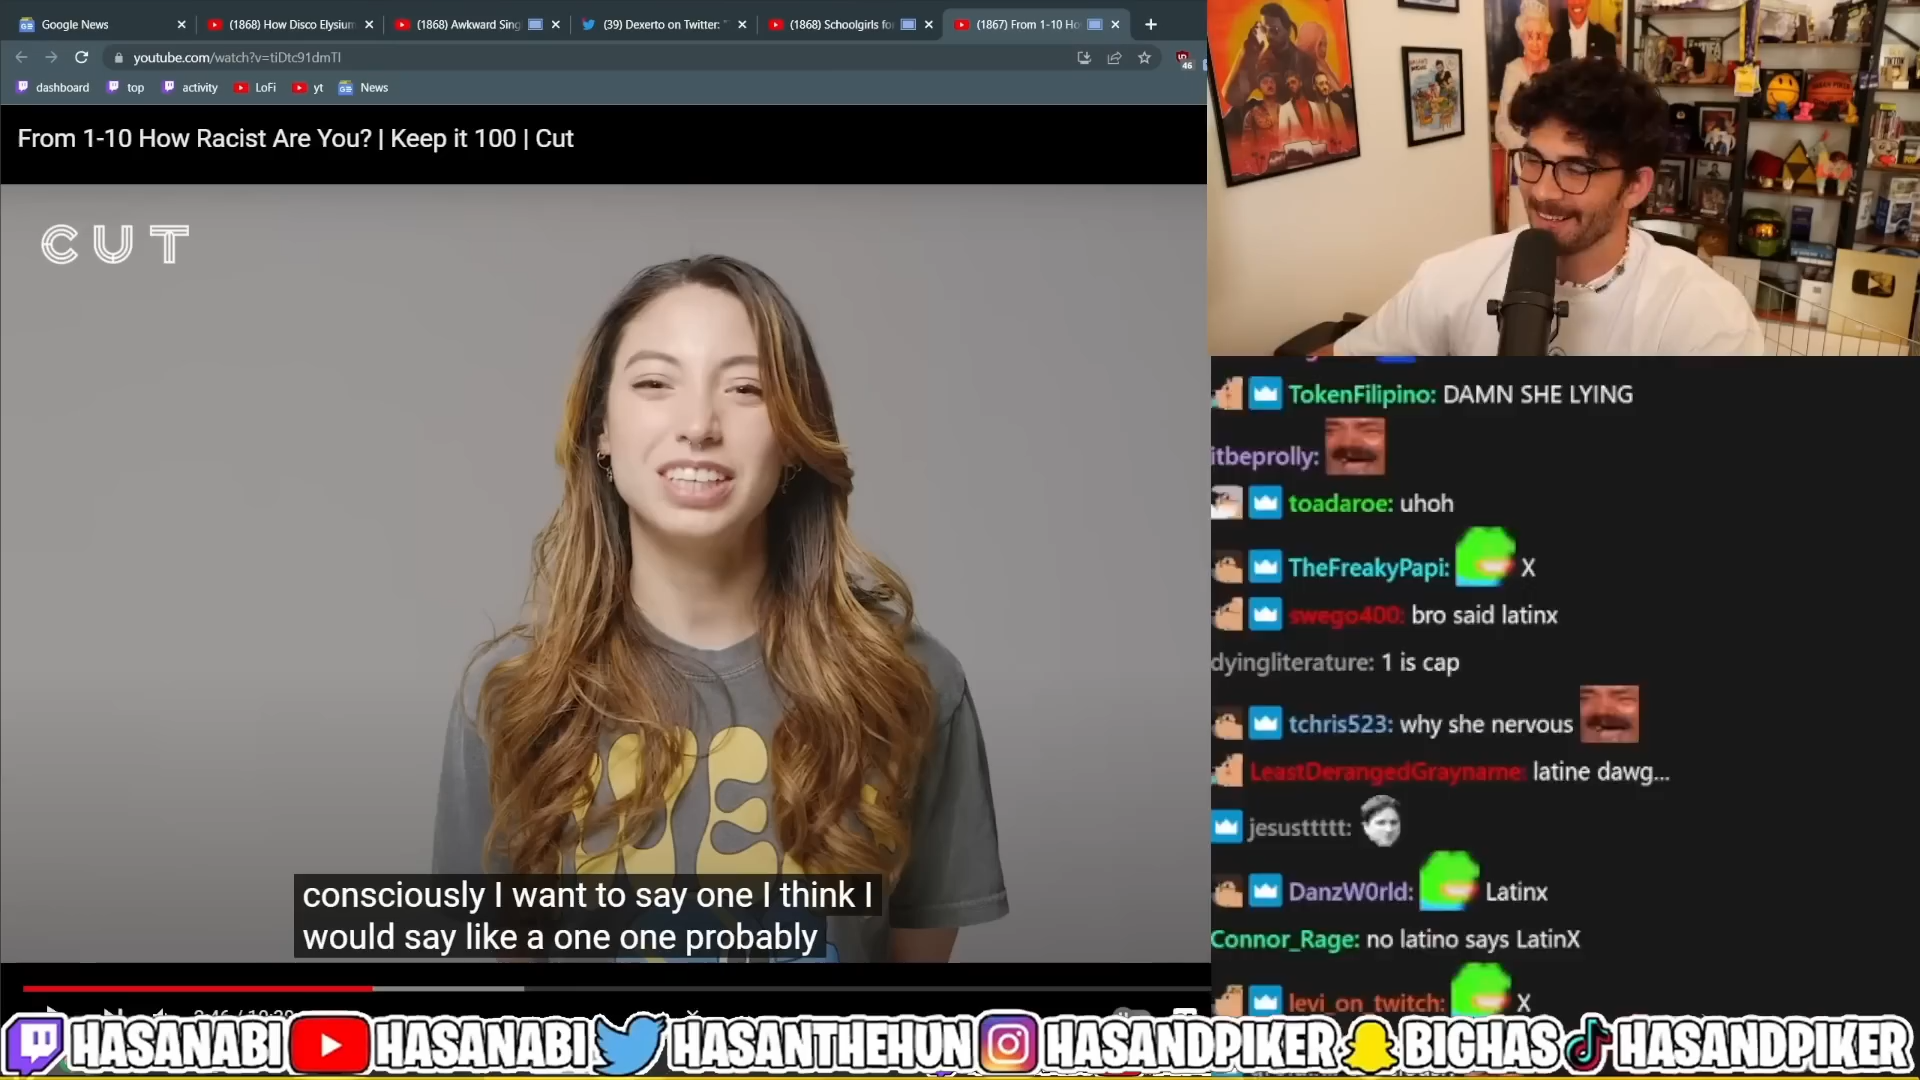 Google News
(1868) How Disco Elysium
(1868) Awkward Sing
(39) Dexerto on Twitter: "
(1868) Schoolgirls fo
(1867) From 1-10 Ho
youtube.com/watch?v=tiDtc91dmTI
46
dashboard
top
activity
LoFi
yt
News
From 1-10 How Racist Are You? | Keep it 100 | Cut
CUT
consciously I want to say one I think I
would say like a one one probably
TokenFilipino: DAMN SHE LYING
itbeprolly:
toadaroe: uhoh
TheFreakyPapi: X
swego400: bro said latinx
dyingliterature: 1 is cap
tchris523: why she nervous
LeastDerangedGrayname: latine dawg...
jesusttttt:
DanzW0rld: Latinx
Connor_Rage: no latino says LatinX
levi_on_twitch: X
HASANABI
HASANABI
HASANTHEHUN
HASANDPIKER
BIGHAS
HASANDPIKER